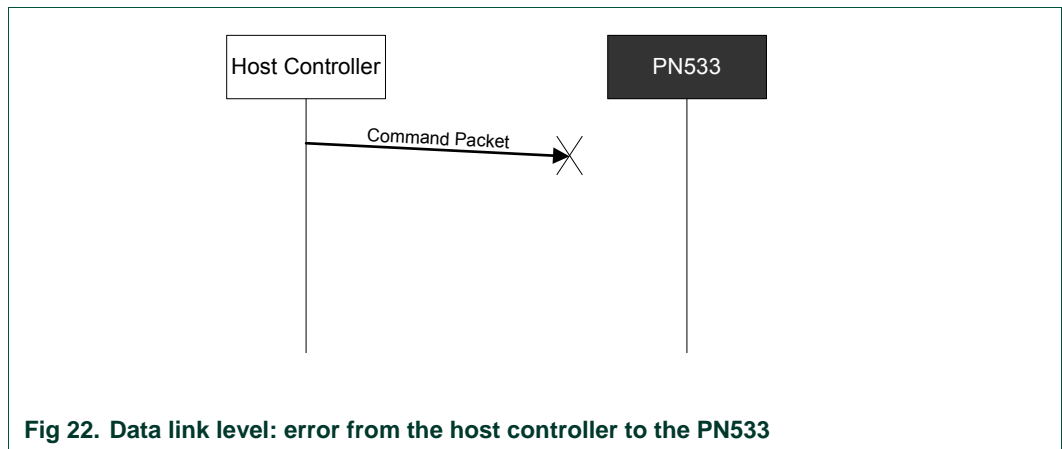 Host Controller
PN533
Command Packet
Fig 22. Data link level: error from the host controller to the PN533